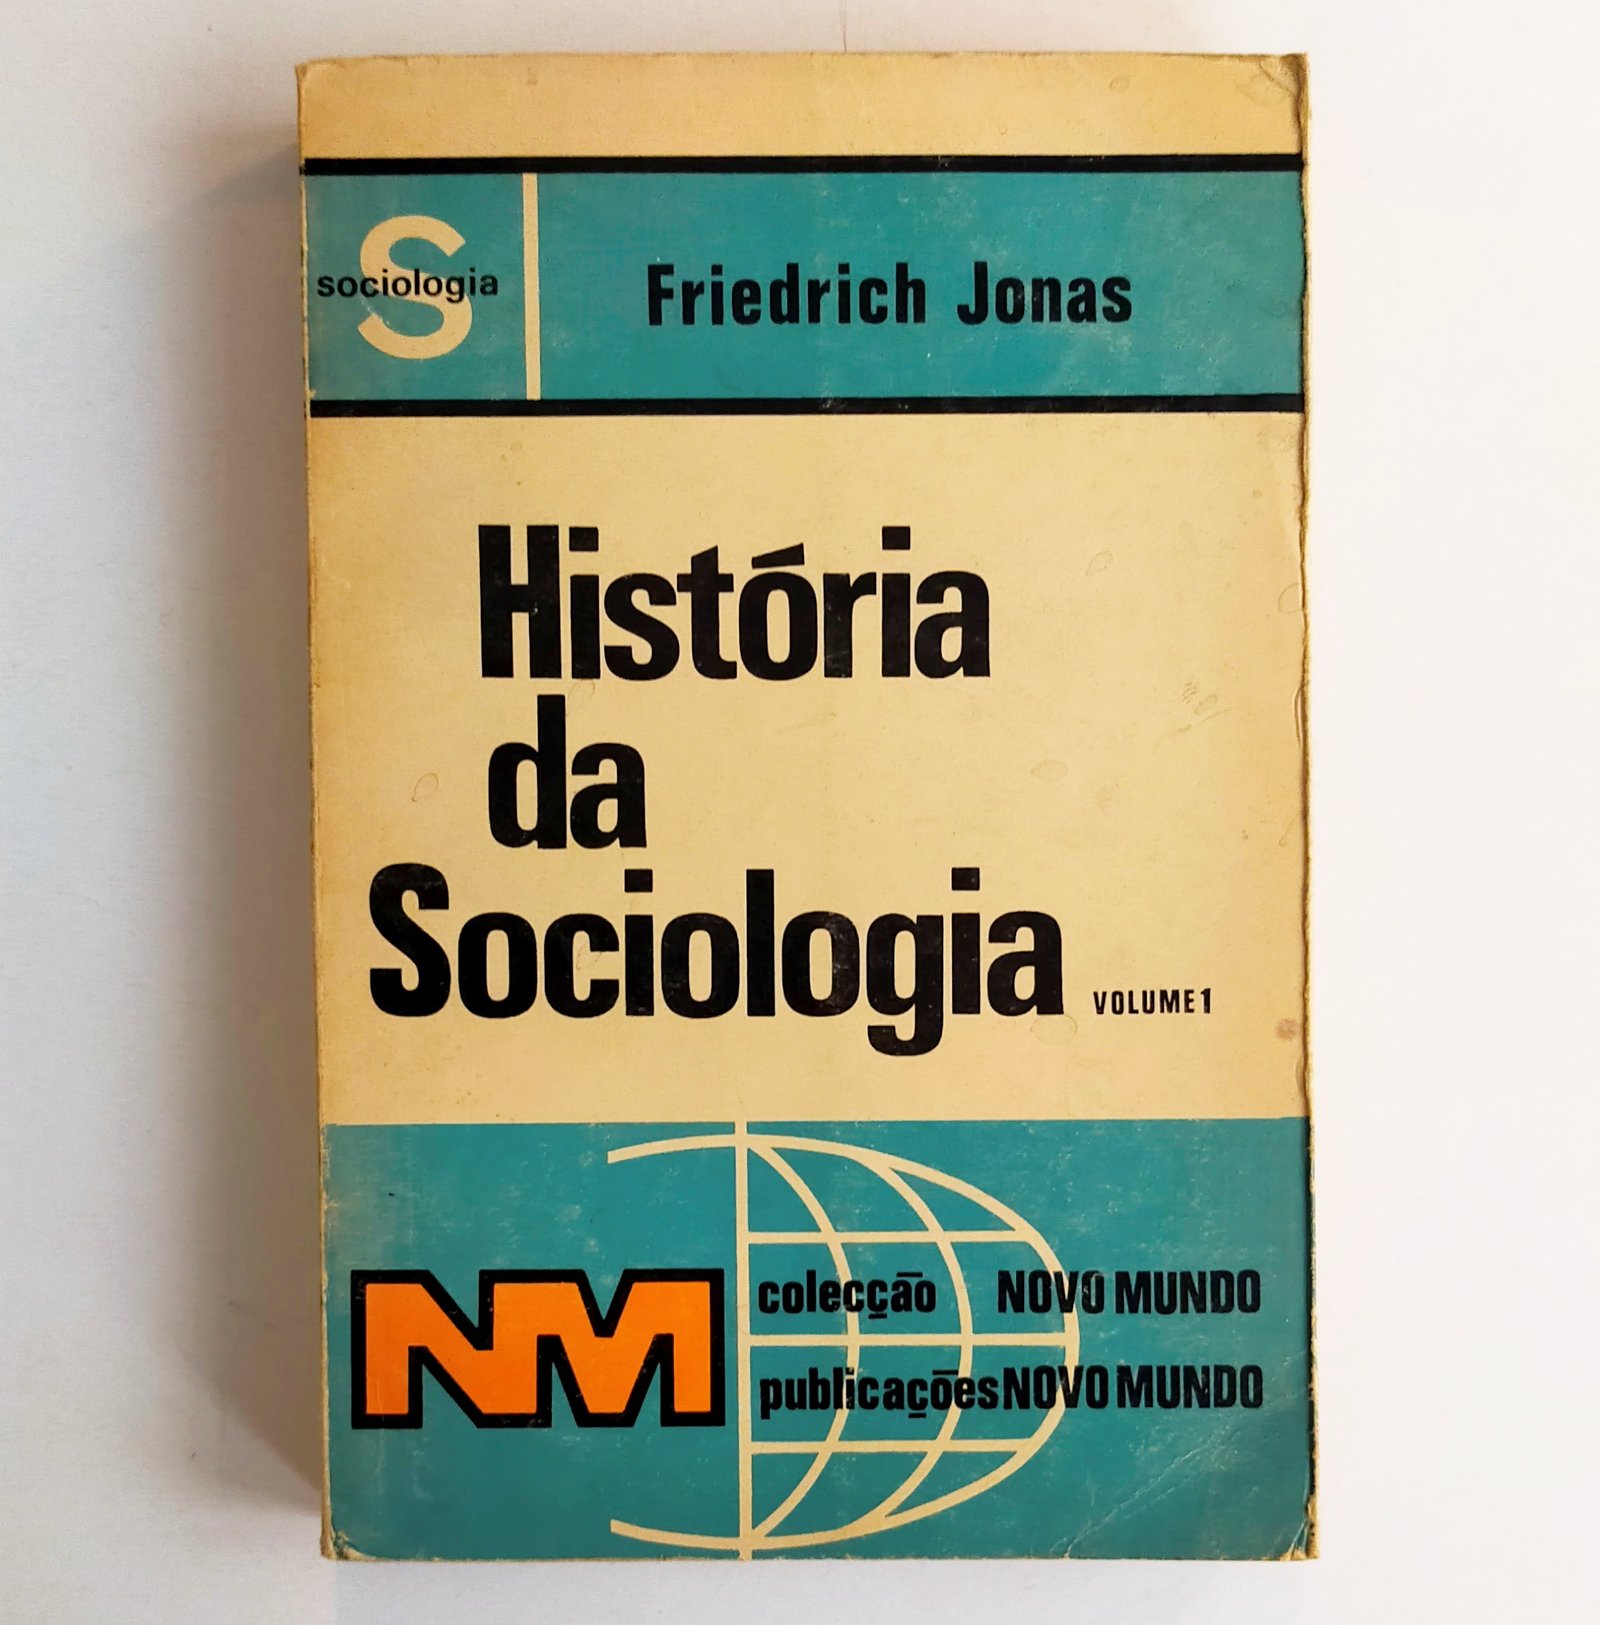 S
sociologia
Friedrich Jonas
História
da
Sociologia
VOLUME 1
NM
colecção NOVO MUNDO
publicações NOVO MUNDO